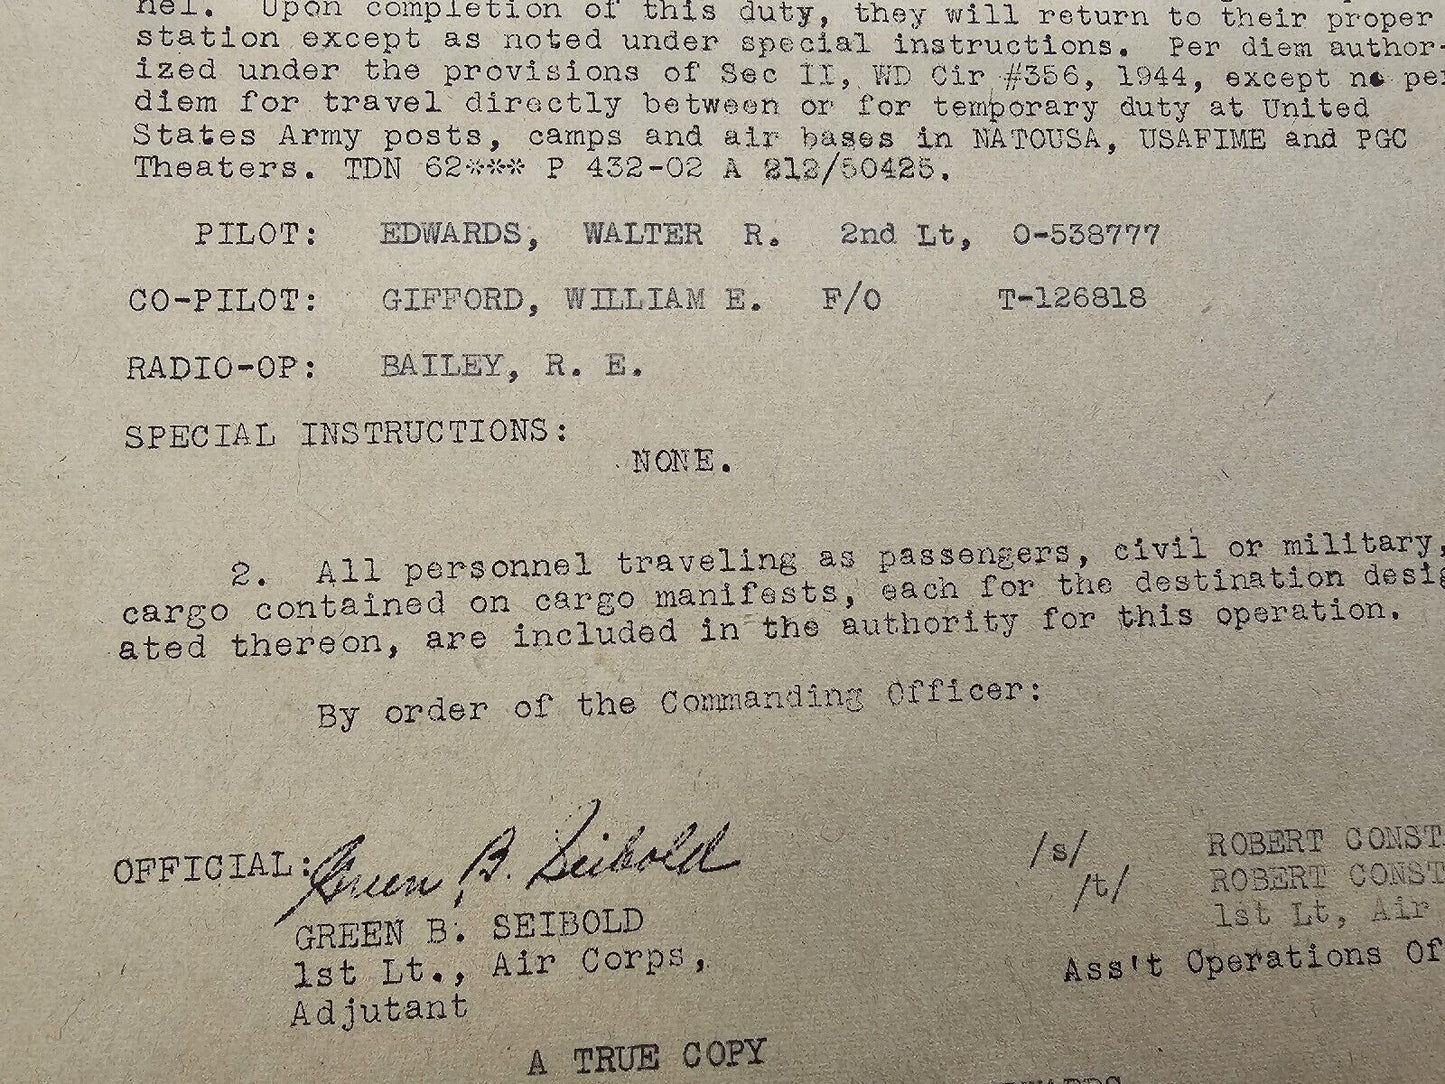 nel. Upon completion of this duty, they will return to their proper
station except as noted under special instructions. Per diem author-
ized under the provisions of Sec II, WD Cir #356, 1944, except no per
diem for travel directly between or for temporary duty at United
States Army posts, camps and air bases in NATOUSA, USAFIME and PGC
Theaters. TDN 62*** P 432-02 A 212/50425.
PILOT: EDWARDS, WALTER R. 2nd Lt, O-538777
CO-PILOT: GIFFORD, WILLIAM E. F/O T-126818
RADIO-OP: BAILEY, R. E.
SPECIAL INSTRUCTIONS:
NONE.
2. All personnel traveling as passengers, civil or military,
cargo contained on cargo manifests, each for the destination desig
ated thereon, are included in the authority for this operation.
By order of the Commanding Officer:
OFFICIAL: Green B. Seibold
GREEN B. SEIBOLD
1st Lt., Air Corps,
Adjutant
/s/ ROBERT CONST
/t/ ROBERT CONST
1st Lt, Air
Ass't Operations Of
A TRUE COPY